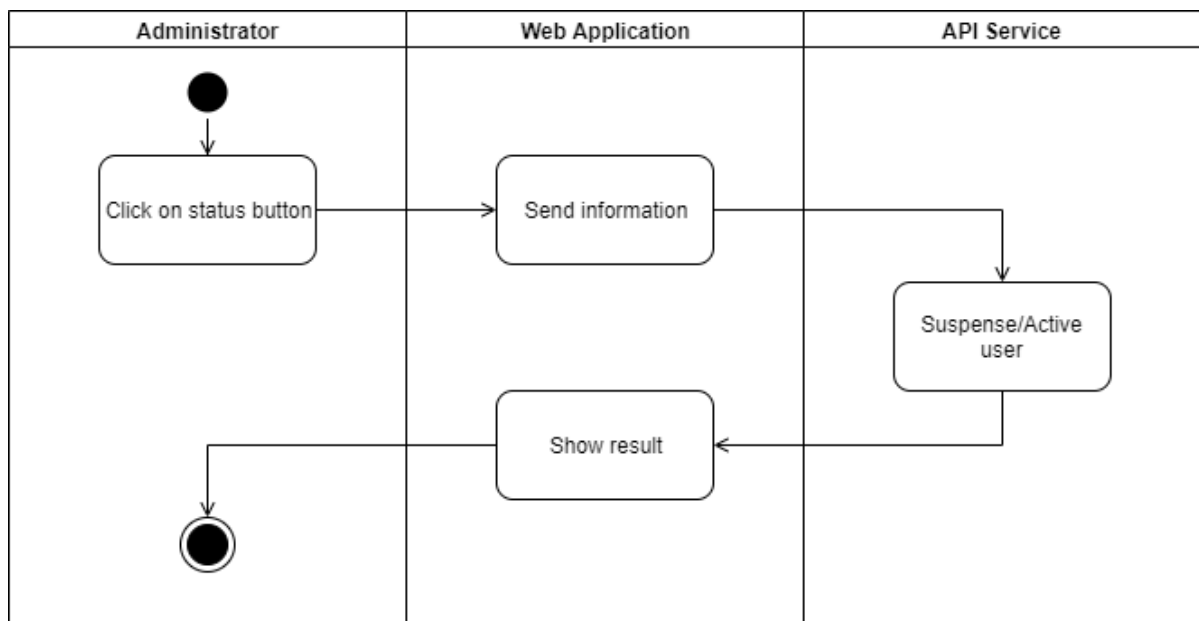 Administrator
Web Application
API Service
Click on status button
Send information
Suspense/Active
user
Show result